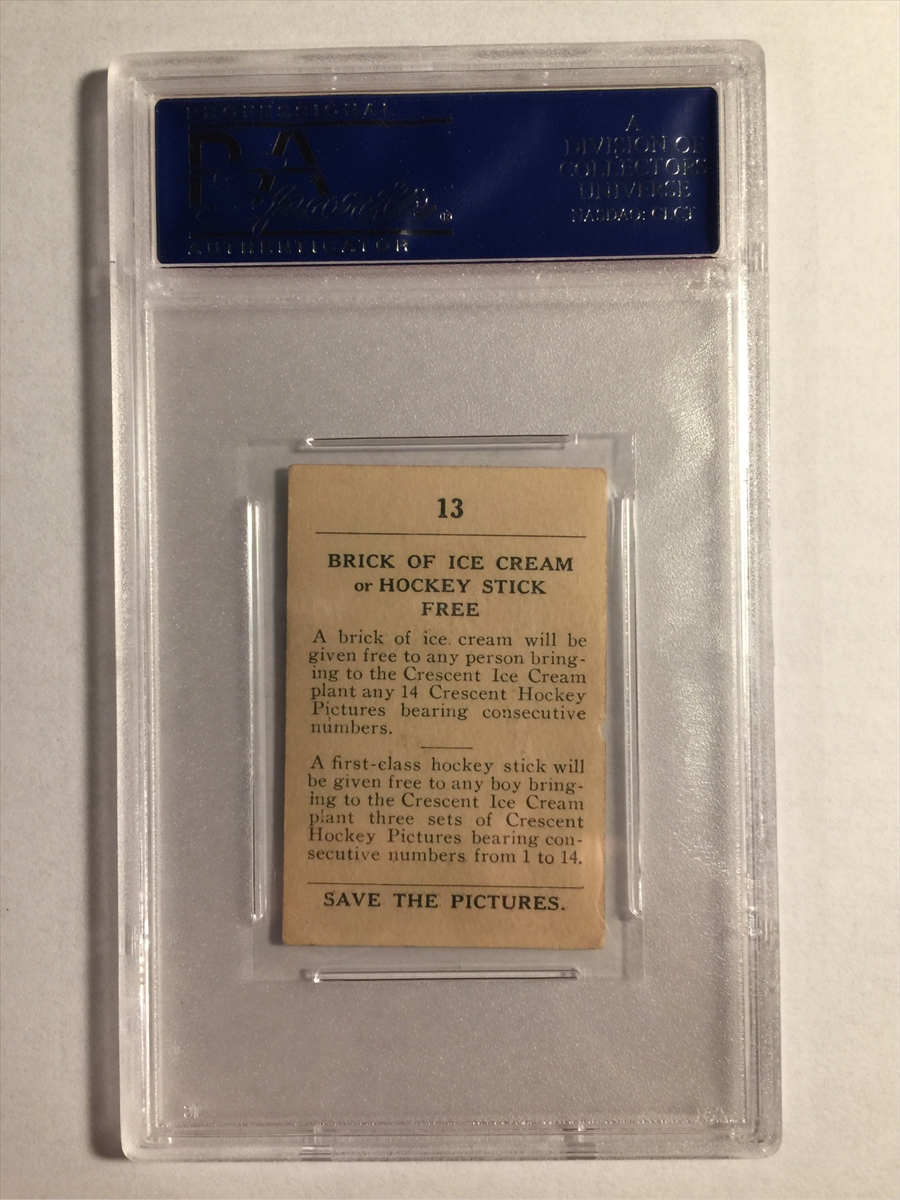 PROFESSIONAL
PSA
Authenticator®
AUTHENTICATOR
A
DIVISION OF
COLLECTORS
UNIVERSE
NASDAQ: CLCT
13
BRICK OF ICE CREAM
or HOCKEY STICK
FREE
A brick of ice cream will be
given free to any person bring-
ing to the Crescent Ice Cream
plant any 14 Crescent Hockey
Pictures bearing consecutive
numbers.
A first-class hockey stick will
be given free to any boy bring-
ing to the Crescent Ice Cream
plant three sets of Crescent
Hockey Pictures bearing con-
secutive numbers from 1 to 14.
SAVE THE PICTURES.